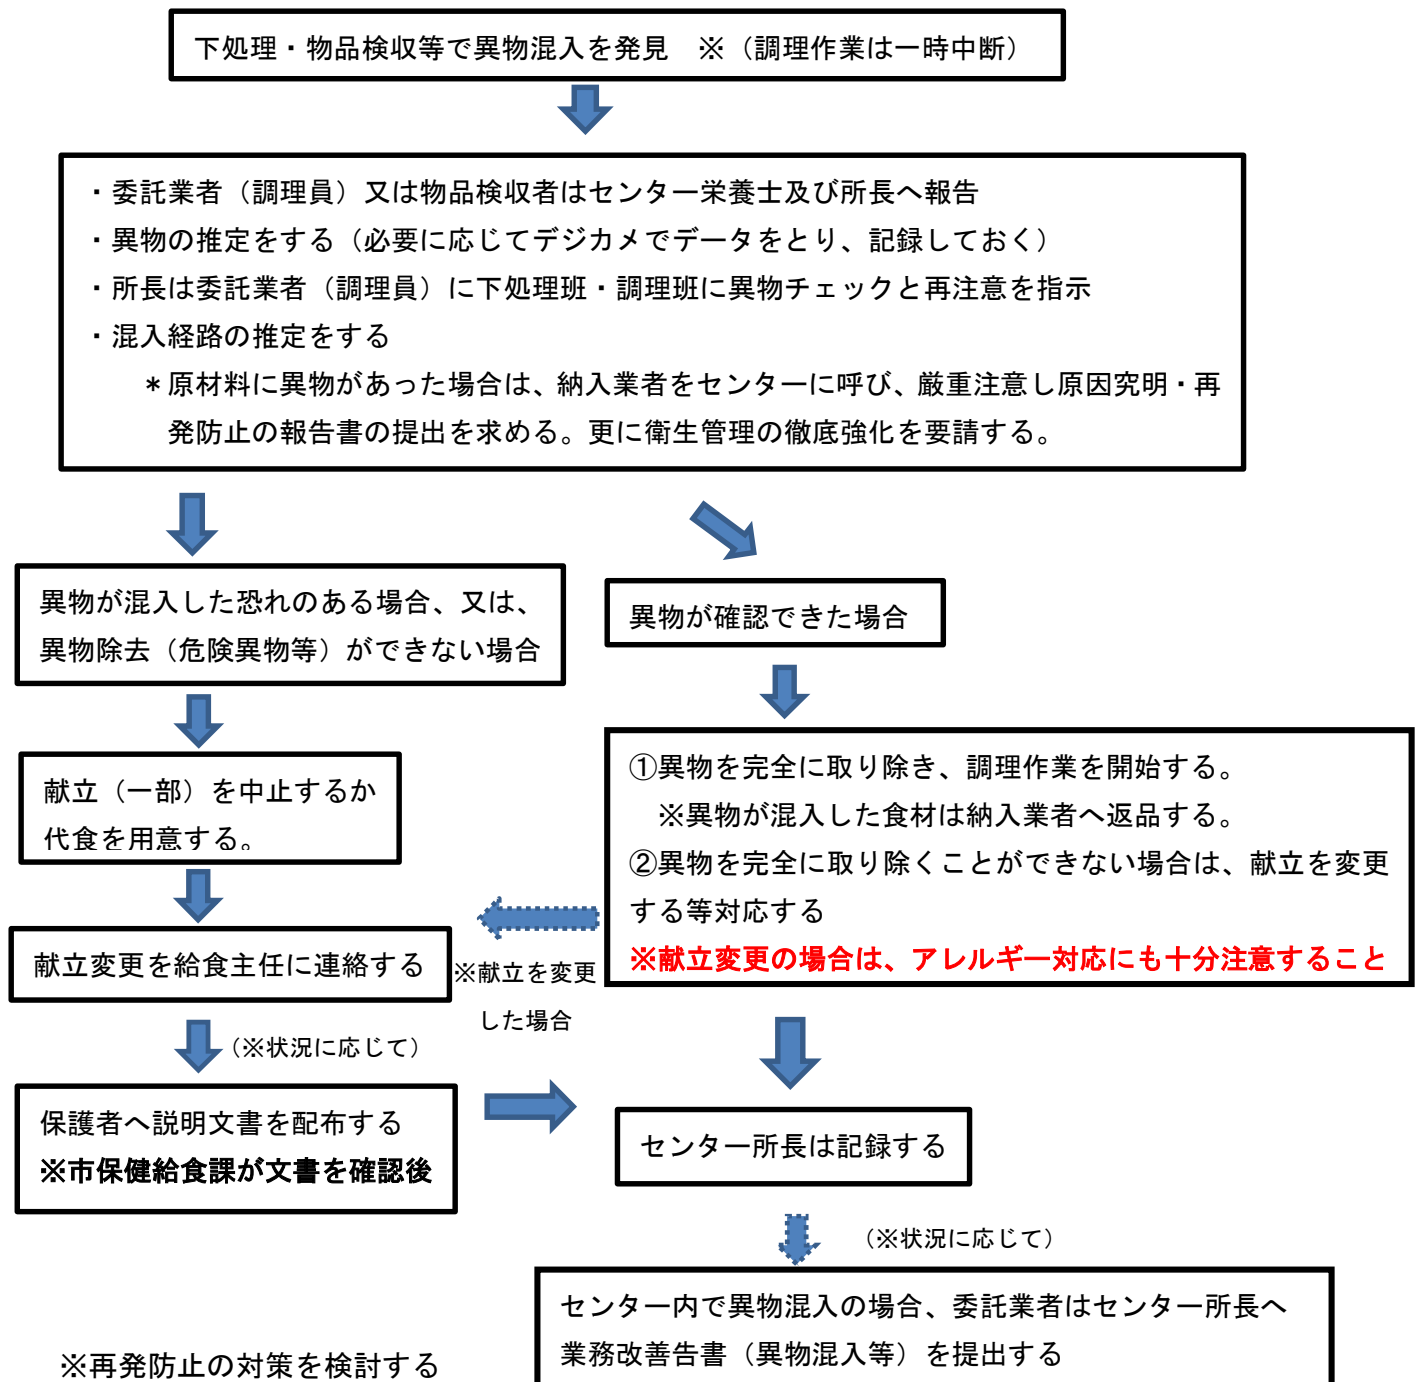 下処理・物品検収等で異物混入を発見　※（調理作業は一時中断）
・委託業者（調理員）又は物品検収者はセンター栄養士及び所長へ報告
・異物の推定をする（必要に応じてデジカメでデータをとり、記録しておく）
・所長は委託業者（調理員）に下処理班・調理班に異物チェックと再注意を指示
・混入経路の推定をする
＊原材料に異物があった場合は、納入業者をセンターに呼び、厳重注意し原因究明・再
発防止の報告書の提出を求める。更に衛生管理の徹底強化を要請する。
異物が混入した恐れのある場合、又は、
異物除去（危険異物等）ができない場合
異物が確認できた場合
献立（一部）を中止するか
代食を用意する。
①異物を完全に取り除き、調理作業を開始する。
※異物が混入した食材は納入業者へ返品する。
②異物を完全に取り除くことができない場合は、献立を変更
する等対応する
※献立変更の場合は、アレルギー対応にも十分注意すること
献立変更を給食主任に連絡する
※献立を変更
した場合
（※状況に応じて）
保護者へ説明文書を配布する
※市保健給食課が文書を確認後
センター所長は記録する
（※状況に応じて）
センター内で異物混入の場合、委託業者はセンター所長へ
業務改善告書（異物混入等）を提出する
※再発防止の対策を検討する